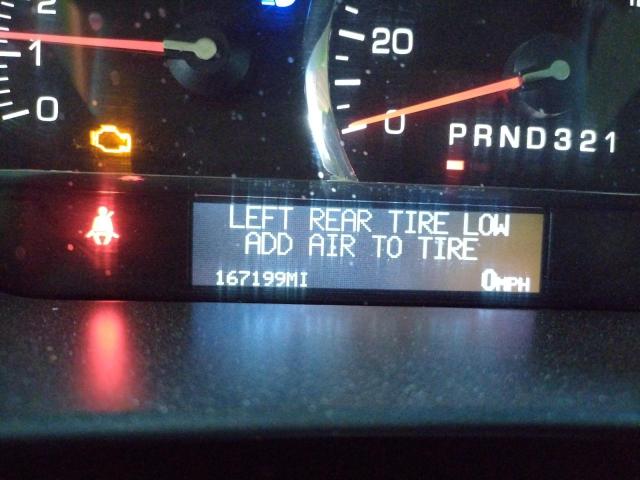 2
1
0
20
0
PRND321
LEFT REAR TIRE LOW
ADD AIR TO TIRE
167199MI 0MPH